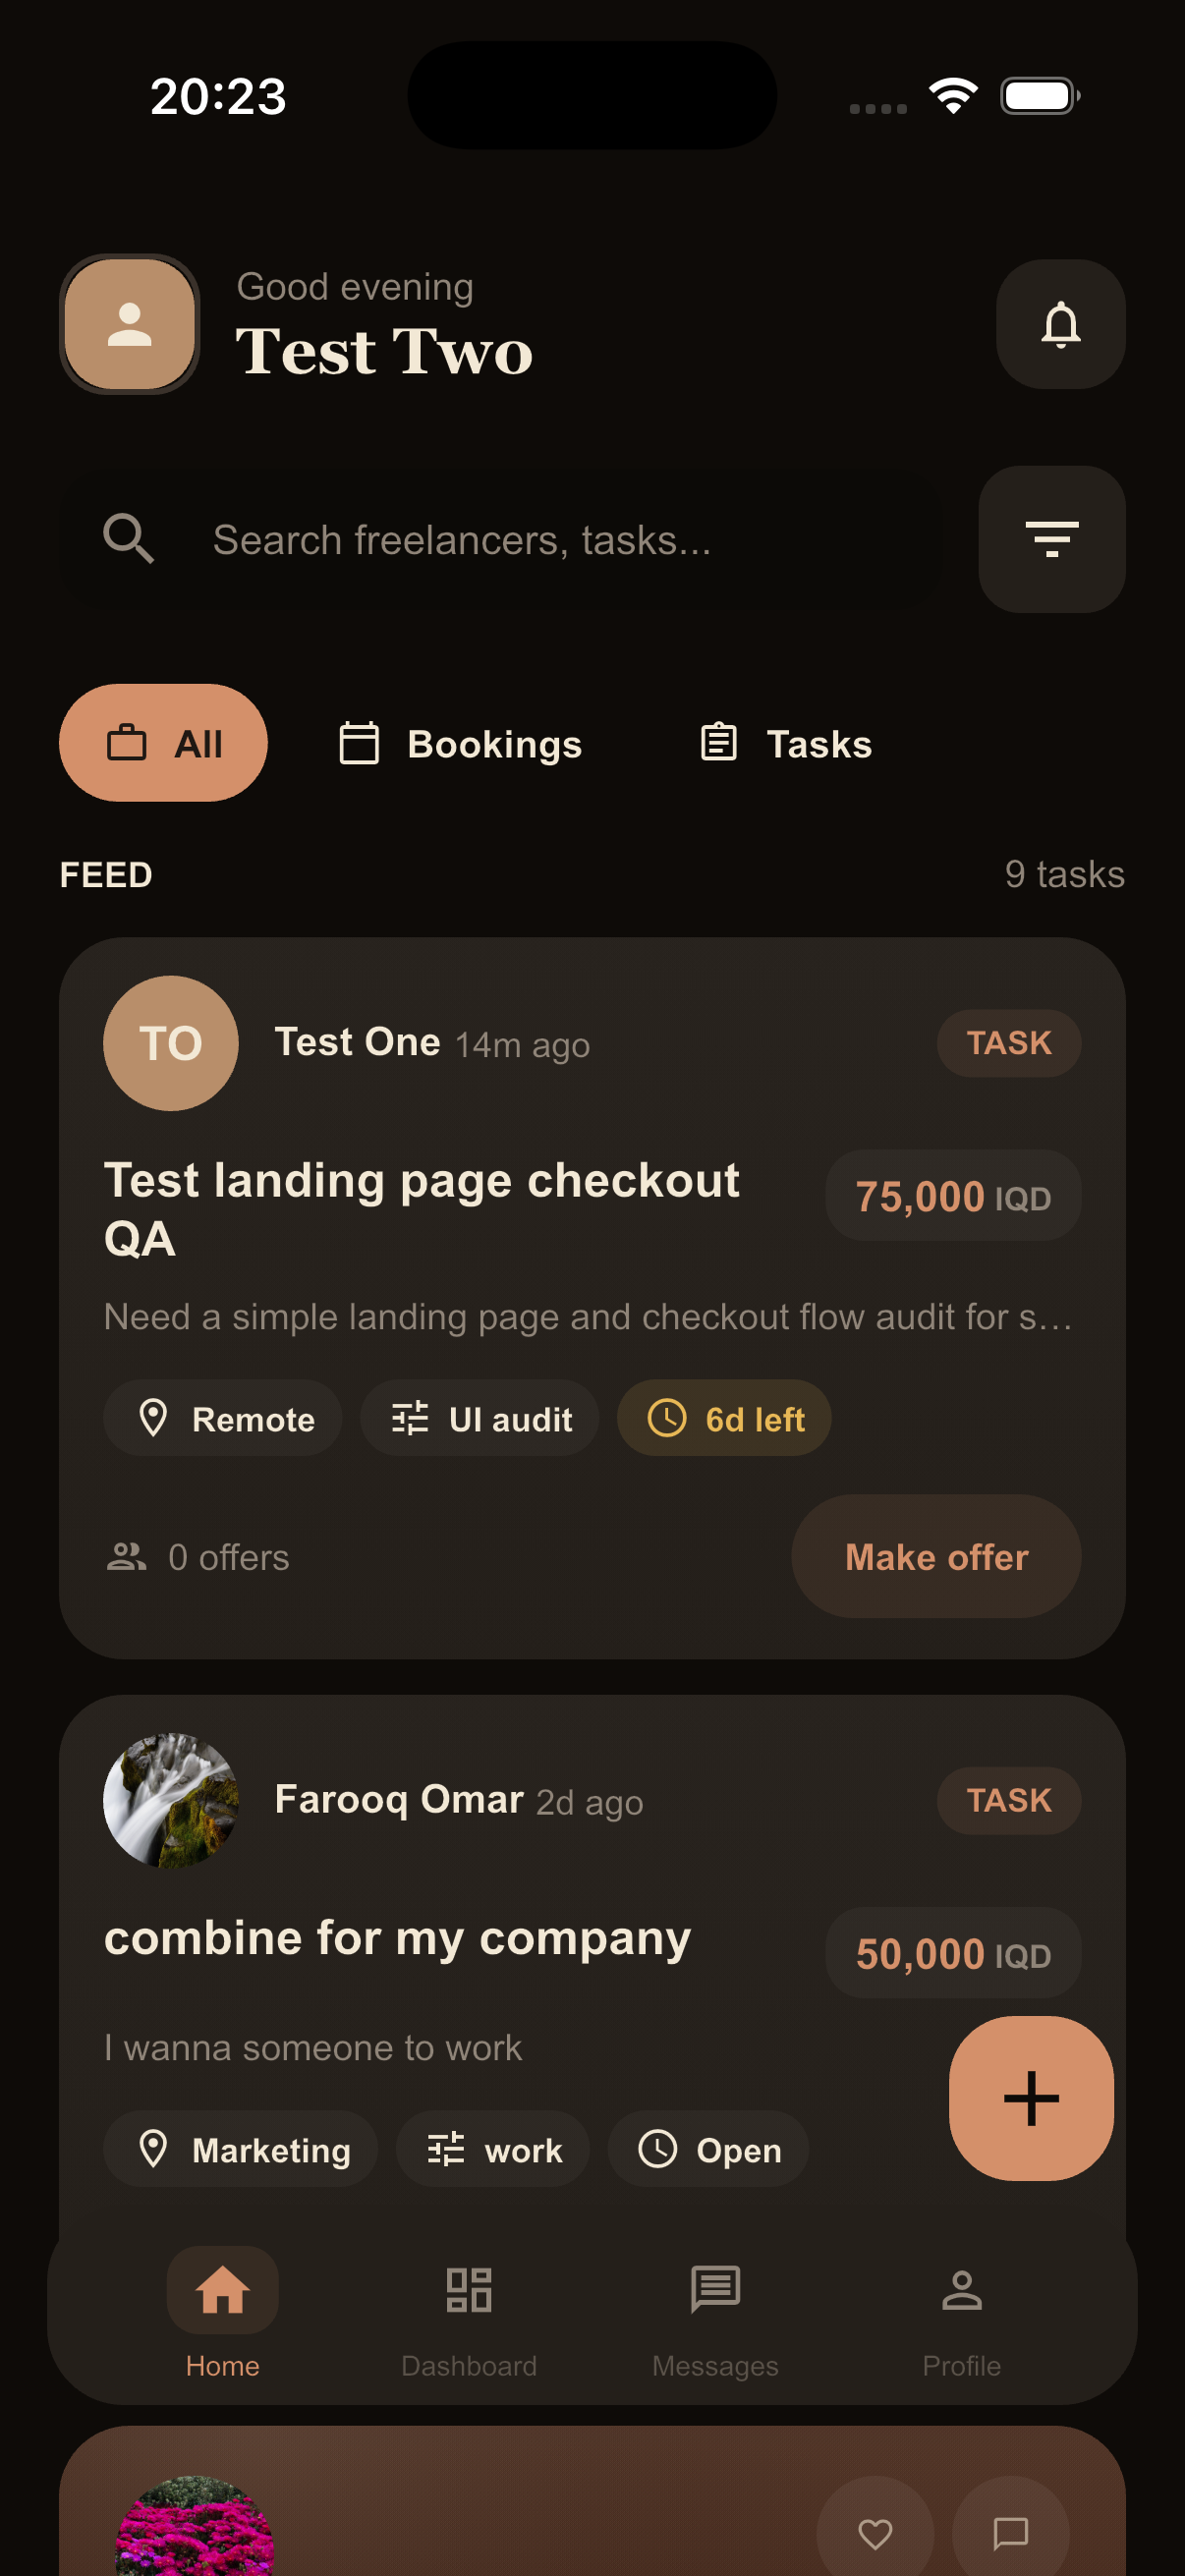 20:23
Good evening
Test Two
Search freelancers, tasks...
All
Bookings
Tasks
FEED
9 tasks
TO
Test One 14m ago
TASK
Test landing page checkout
QA
75,000 IQD
Need a simple landing page and checkout flow audit for s...
Remote
UI audit
6d left
0 offers
Make offer
Farooq Omar 2d ago
TASK
combine for my company
50,000 IQD
I wanna someone to work
Marketing
work
Open
Home
Dashboard
Messages
Profile